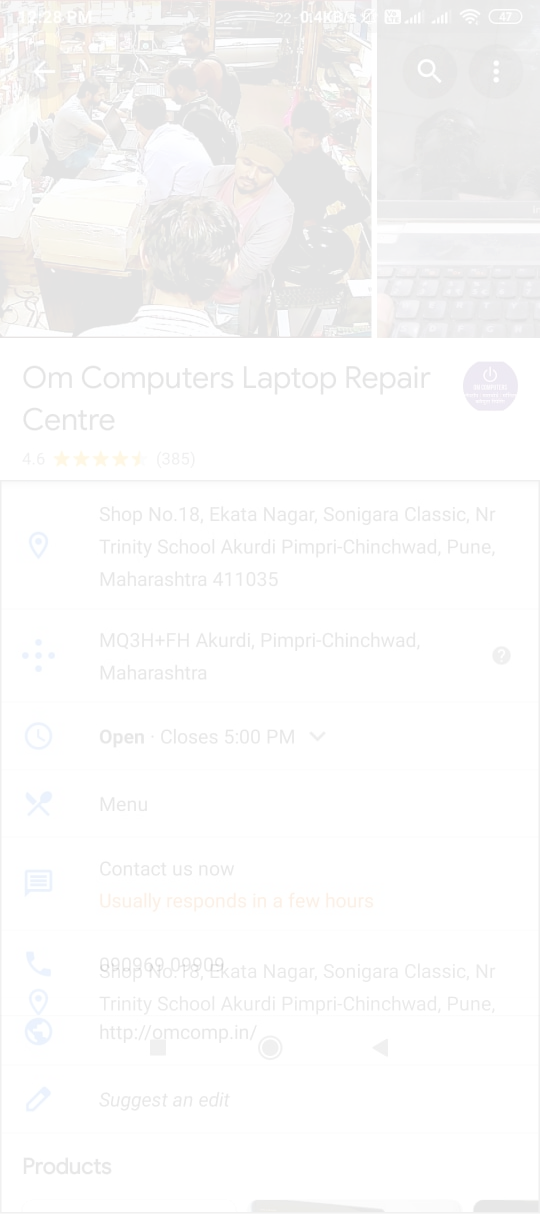 12:28 PM 22 0.4KB/s 47
Om Computers Laptop Repair
Centre
4.6 (385)
Shop No.18, Ekata Nagar, Sonigara Classic, Nr
Trinity School Akurdi Pimpri-Chinchwad, Pune,
Maharashtra 411035
MQ3H+FH Akurdi, Pimpri-Chinchwad,
Maharashtra
Open · Closes 5:00 PM
Menu
Contact us now
Usually responds in a few hours
090969 09909
Shop No.18, Ekata Nagar, Sonigara Classic, Nr
Trinity School Akurdi Pimpri-Chinchwad, Pune,
http://omcomp.in/
Suggest an edit
Products